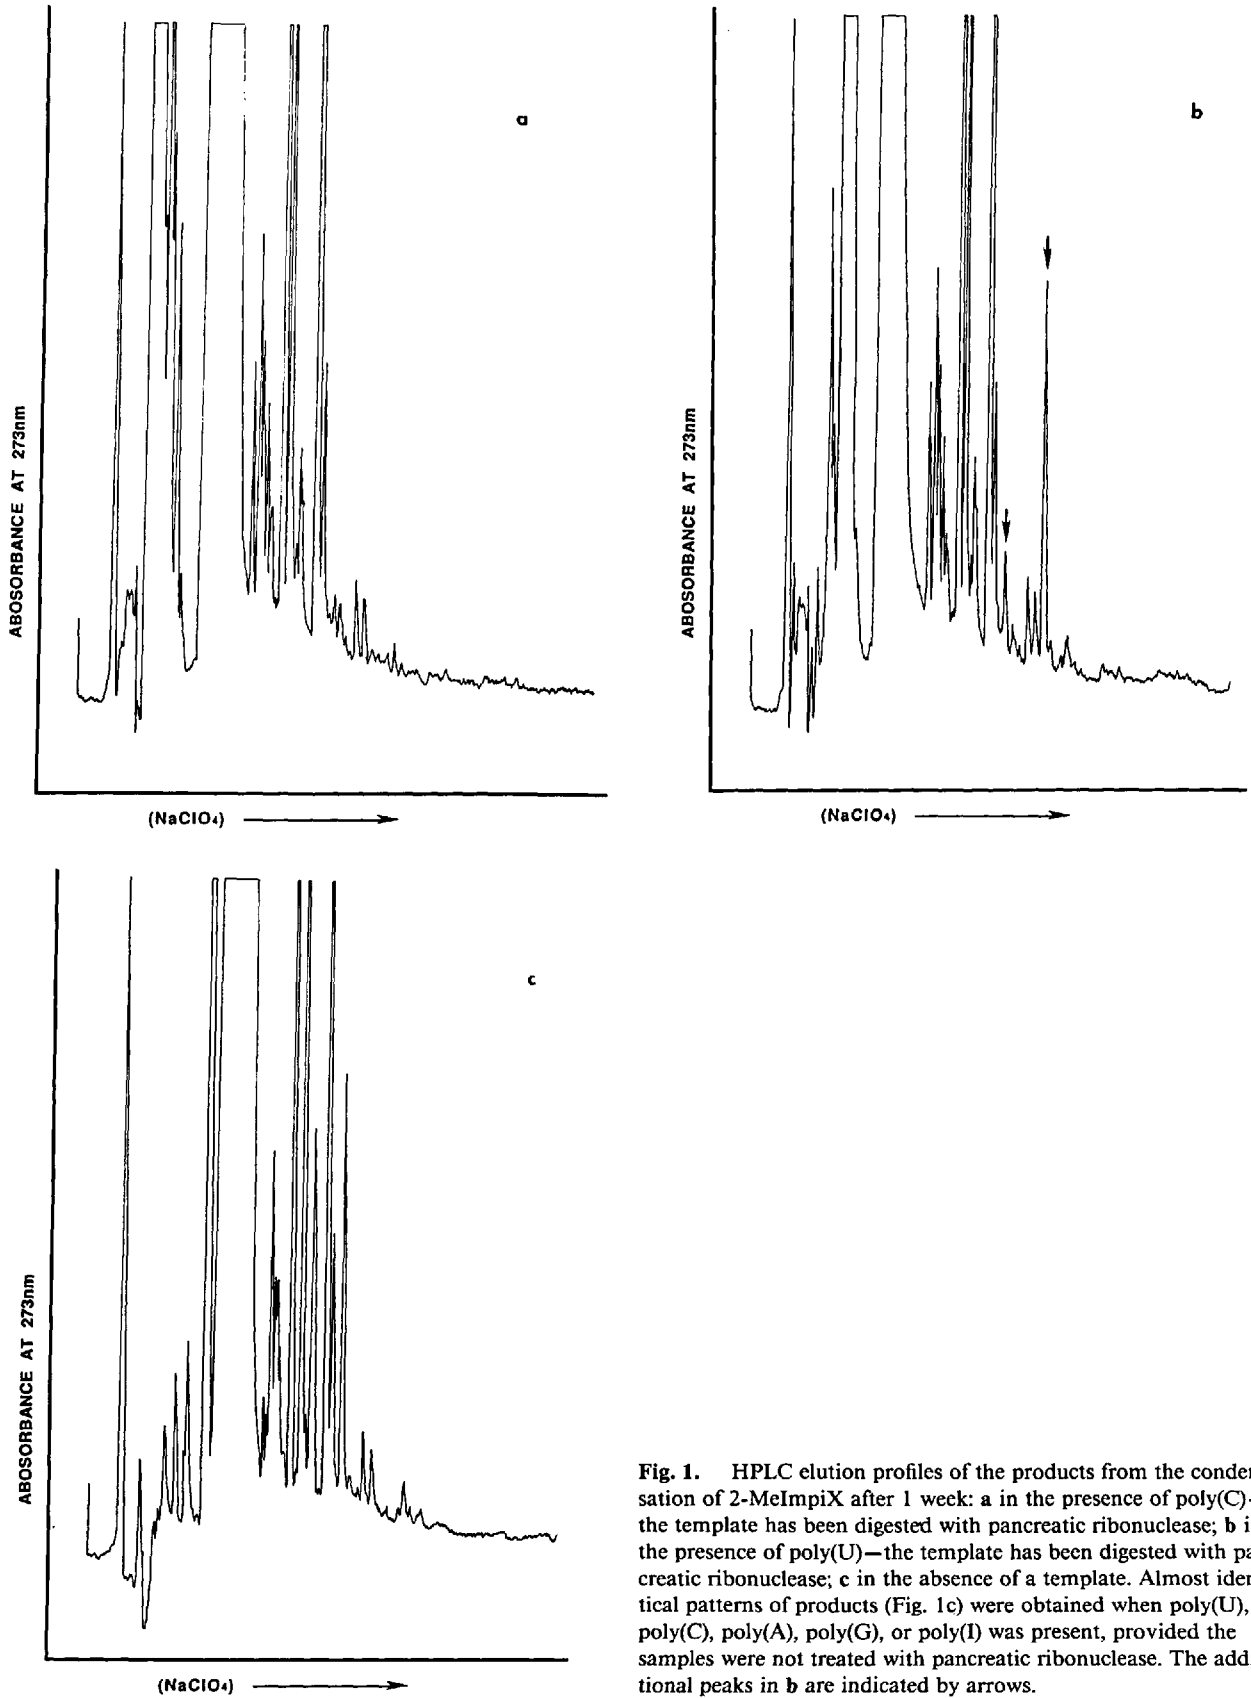 a
ABOSORBANCE AT 273nm
(NaClO₄)
b
ABOSORBANCE AT 273nm
(NaClO₄)
c
ABOSORBANCE AT 273nm
(NaClO₄)
Fig. 1. HPLC elution profiles of the products from the conden
sation of 2-MeImpiX after 1 week: a in the presence of poly(C)-
the template has been digested with pancreatic ribonuclease; b i
the presence of poly(U)—the template has been digested with pa
creatic ribonuclease; c in the absence of a template. Almost iden
tical patterns of products (Fig. 1c) were obtained when poly(U),
poly(C), poly(A), poly(G), or poly(I) was present, provided the
samples were not treated with pancreatic ribonuclease. The add
tional peaks in b are indicated by arrows.